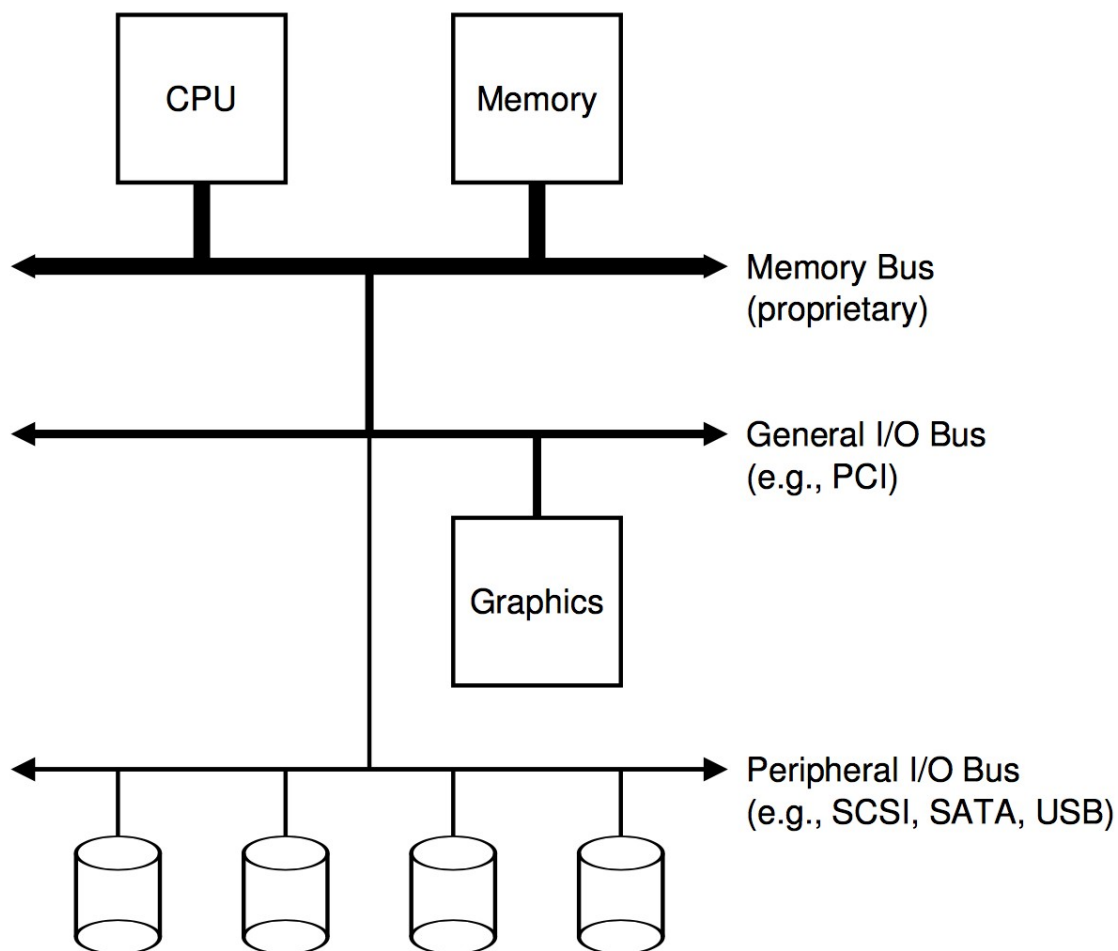 CPU
Memory
Memory Bus
(proprietary)
General I/O Bus
(e.g., PCI)
Graphics
Peripheral I/O Bus
(e.g., SCSI, SATA, USB)